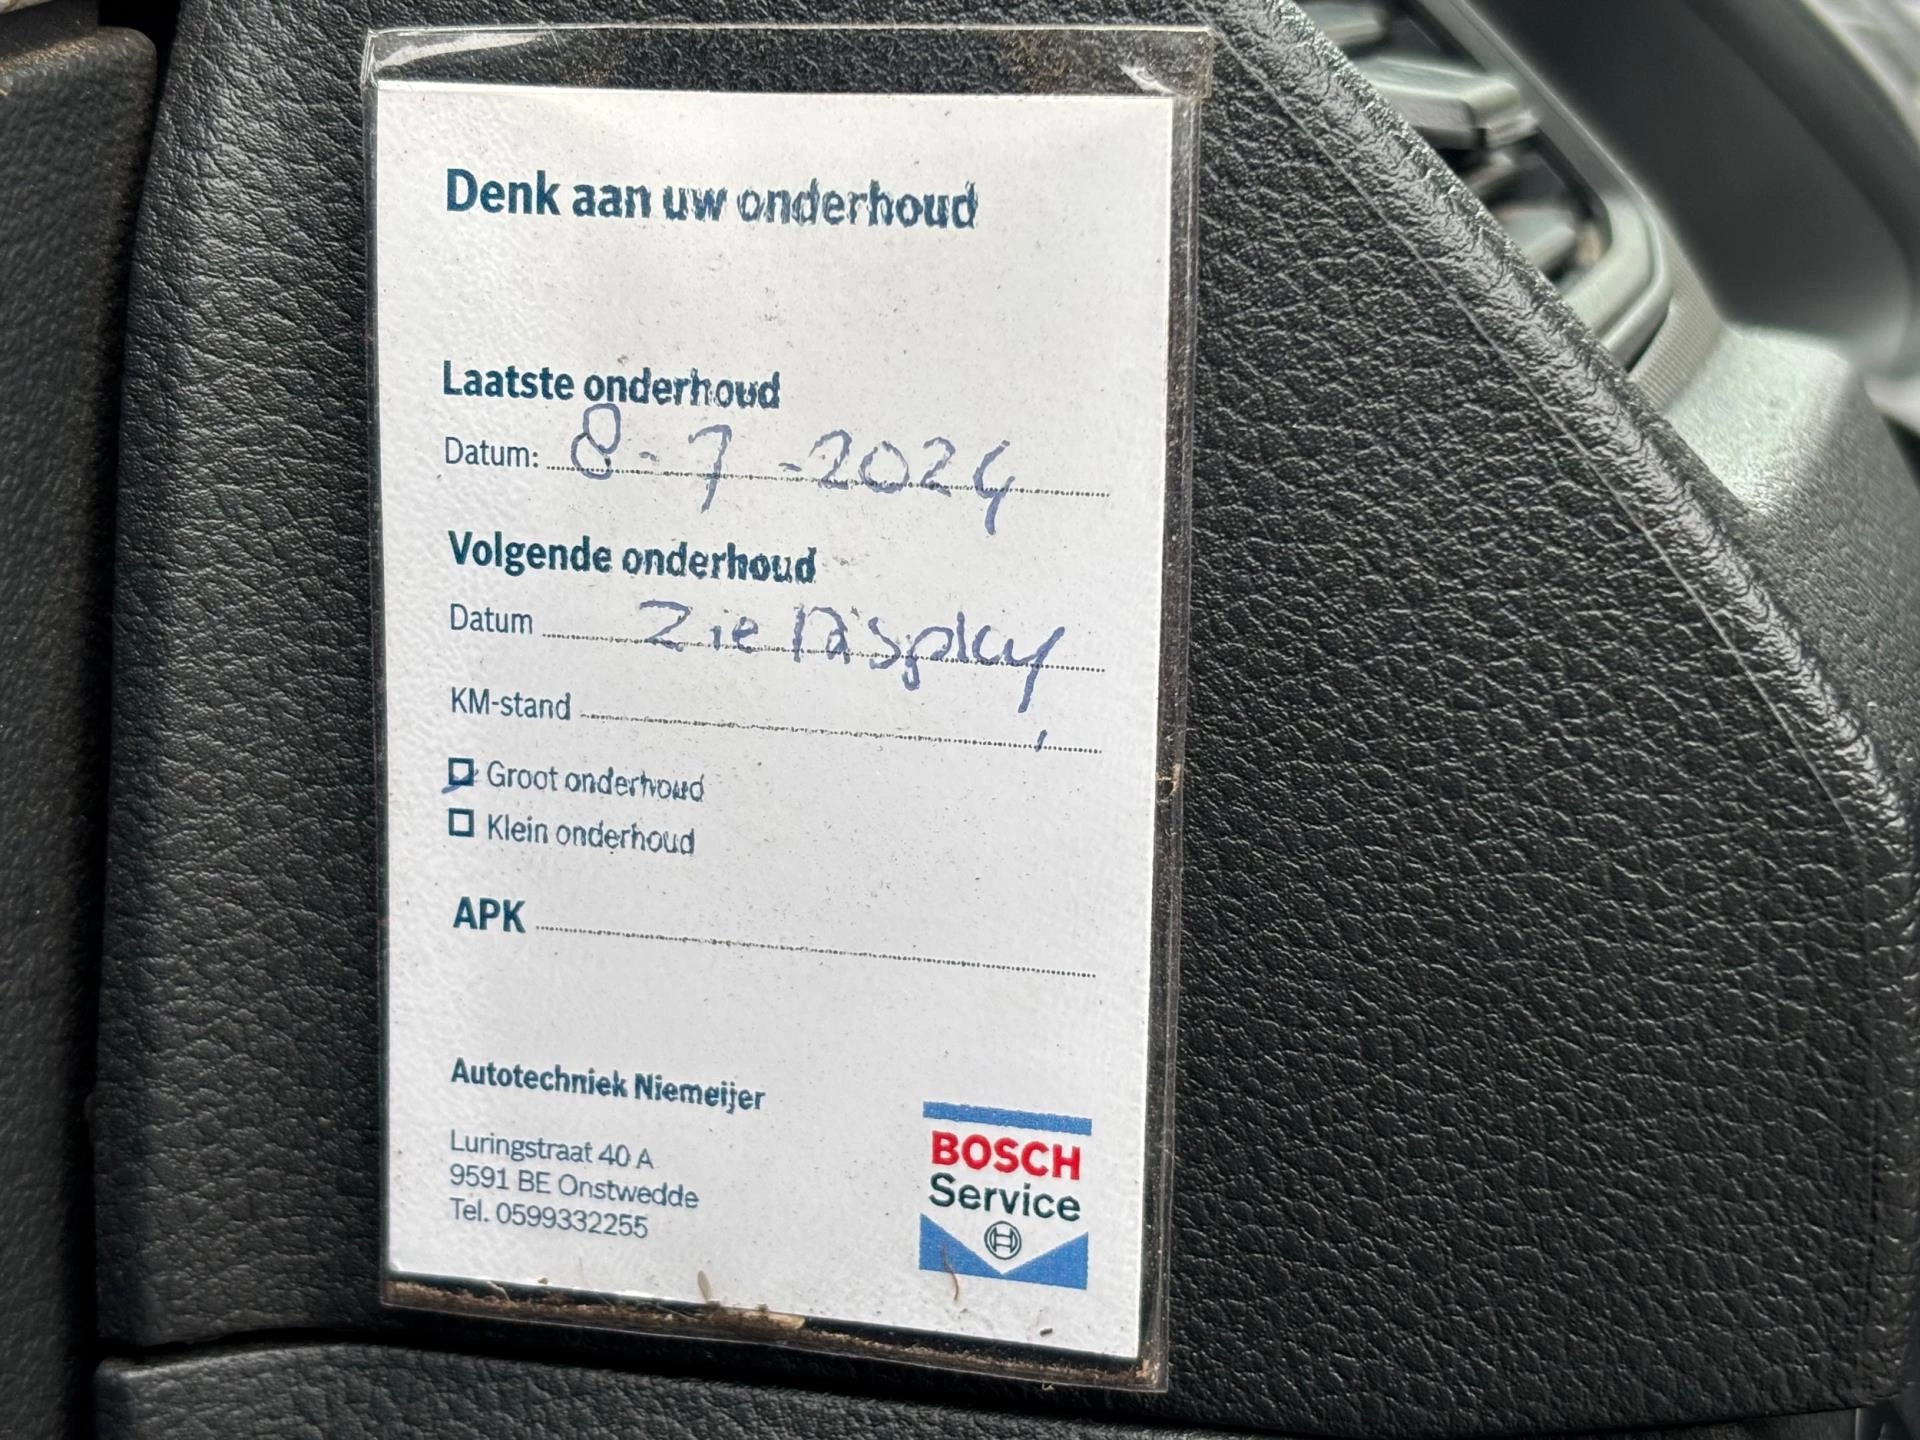 Denk aan uw onderhoud
Laatste onderhoud
Datum: 8-7-2024
Volgende onderhoud
Datum Zie Display
KM-stand
Groot onderhoud
Klein onderhoud
APK
Autotechniek Niemeijer
Luringstraat 40 A
9591 BE Onstwedde
Tel. 0599332255
BOSCH
Service